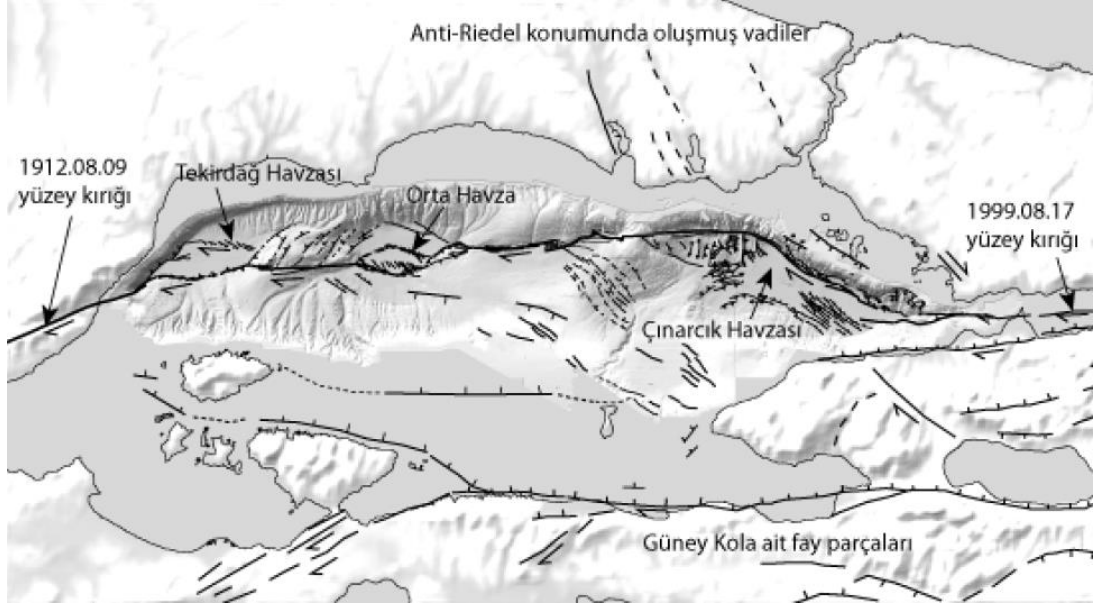 Anti-Riedel konumunda oluşmuş vadiler
1912.08.09
yüzey kırığı
Tekirdağ Havzası
Orta Havza
1999.08.17
yüzey kırığı
Çınarcık Havzası
Güney Kola ait fay parçaları